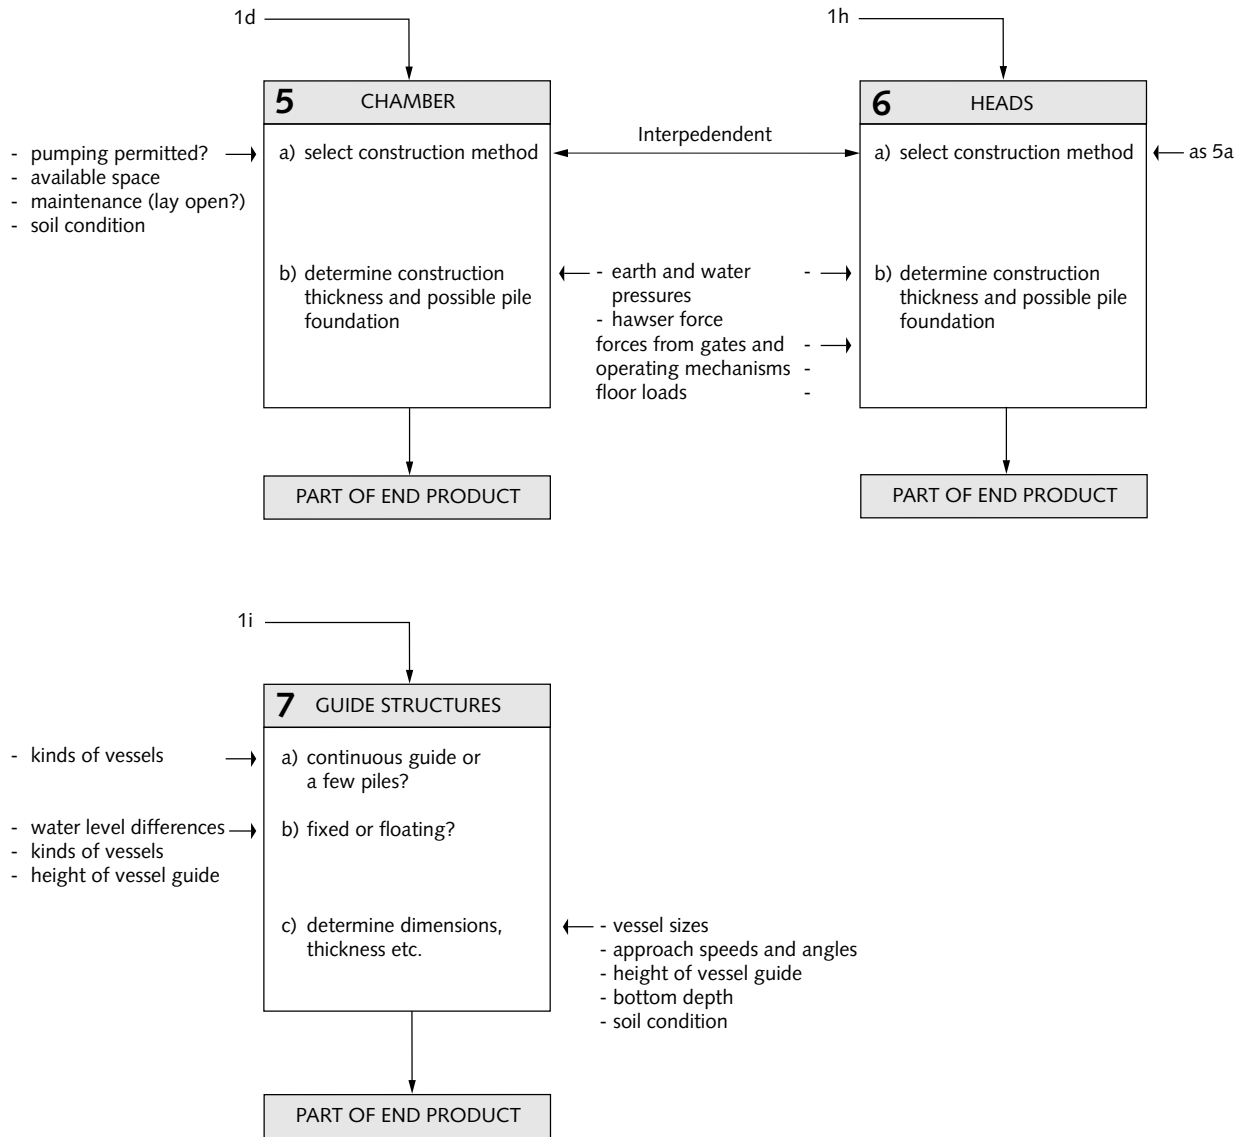 1d
1h
5 CHAMBER
6 HEADS
- pumping permitted?
- available space
- maintenance (lay open?)
- soil condition
a) select construction method
Interpedendent
a) select construction method
as 5a
b) determine construction
thickness and possible pile
foundation
- earth and water -
pressures
- hawser force
forces from gates and -
operating mechanisms -
floor loads -
b) determine construction
thickness and possible pile
foundation
PART OF END PRODUCT
PART OF END PRODUCT
1i
7 GUIDE STRUCTURES
- kinds of vessels
a) continuous guide or
a few piles?
- water level differences
- kinds of vessels
- height of vessel guide
b) fixed or floating?
c) determine dimensions,
thickness etc.
- vessel sizes
- approach speeds and angles
- height of vessel guide
- bottom depth
- soil condition
PART OF END PRODUCT